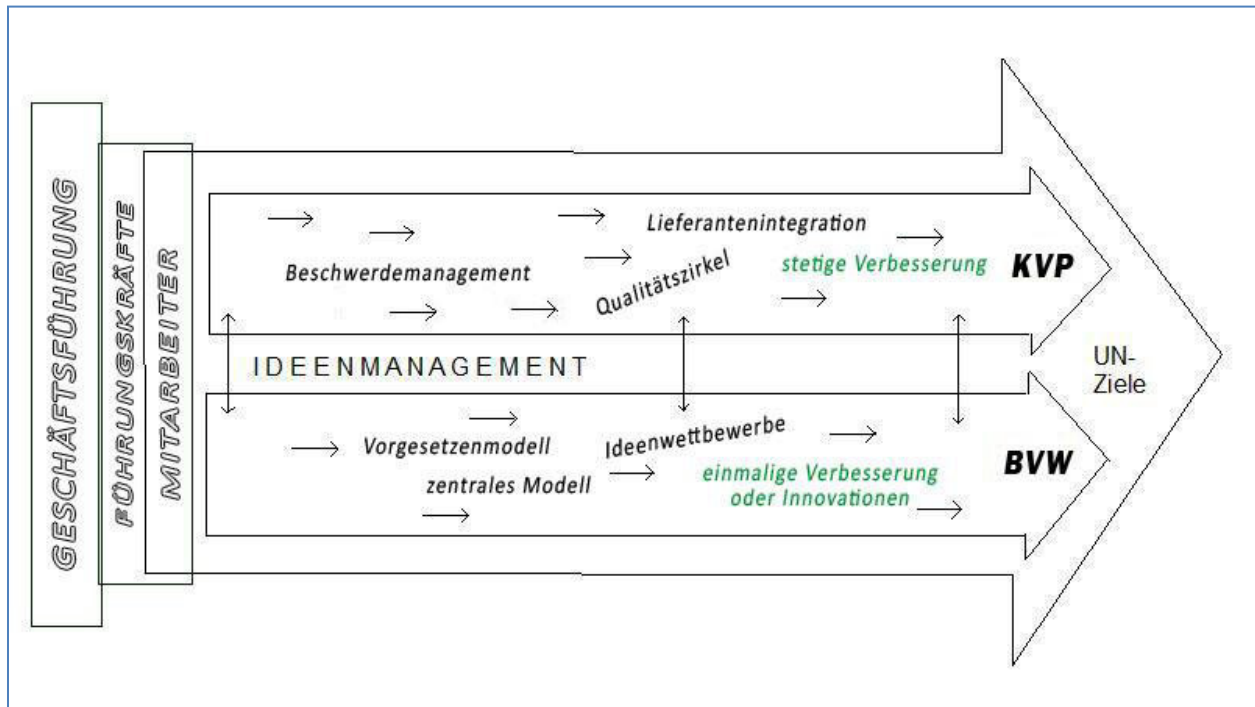 GESCHÄFTSFÜHRUNG
FÜHRUNGSKRÄFTE
MITARBEITER
Lieferantenintegration
Beschwerdemanagement
Qualitätszirkel
stetige Verbesserung
KVP
IDEENMANAGEMENT
UN-
Ziele
Vorgesetzenmodell
Ideenwettbewerbe
zentrales Modell
einmalige Verbesserung
oder Innovationen
BVW